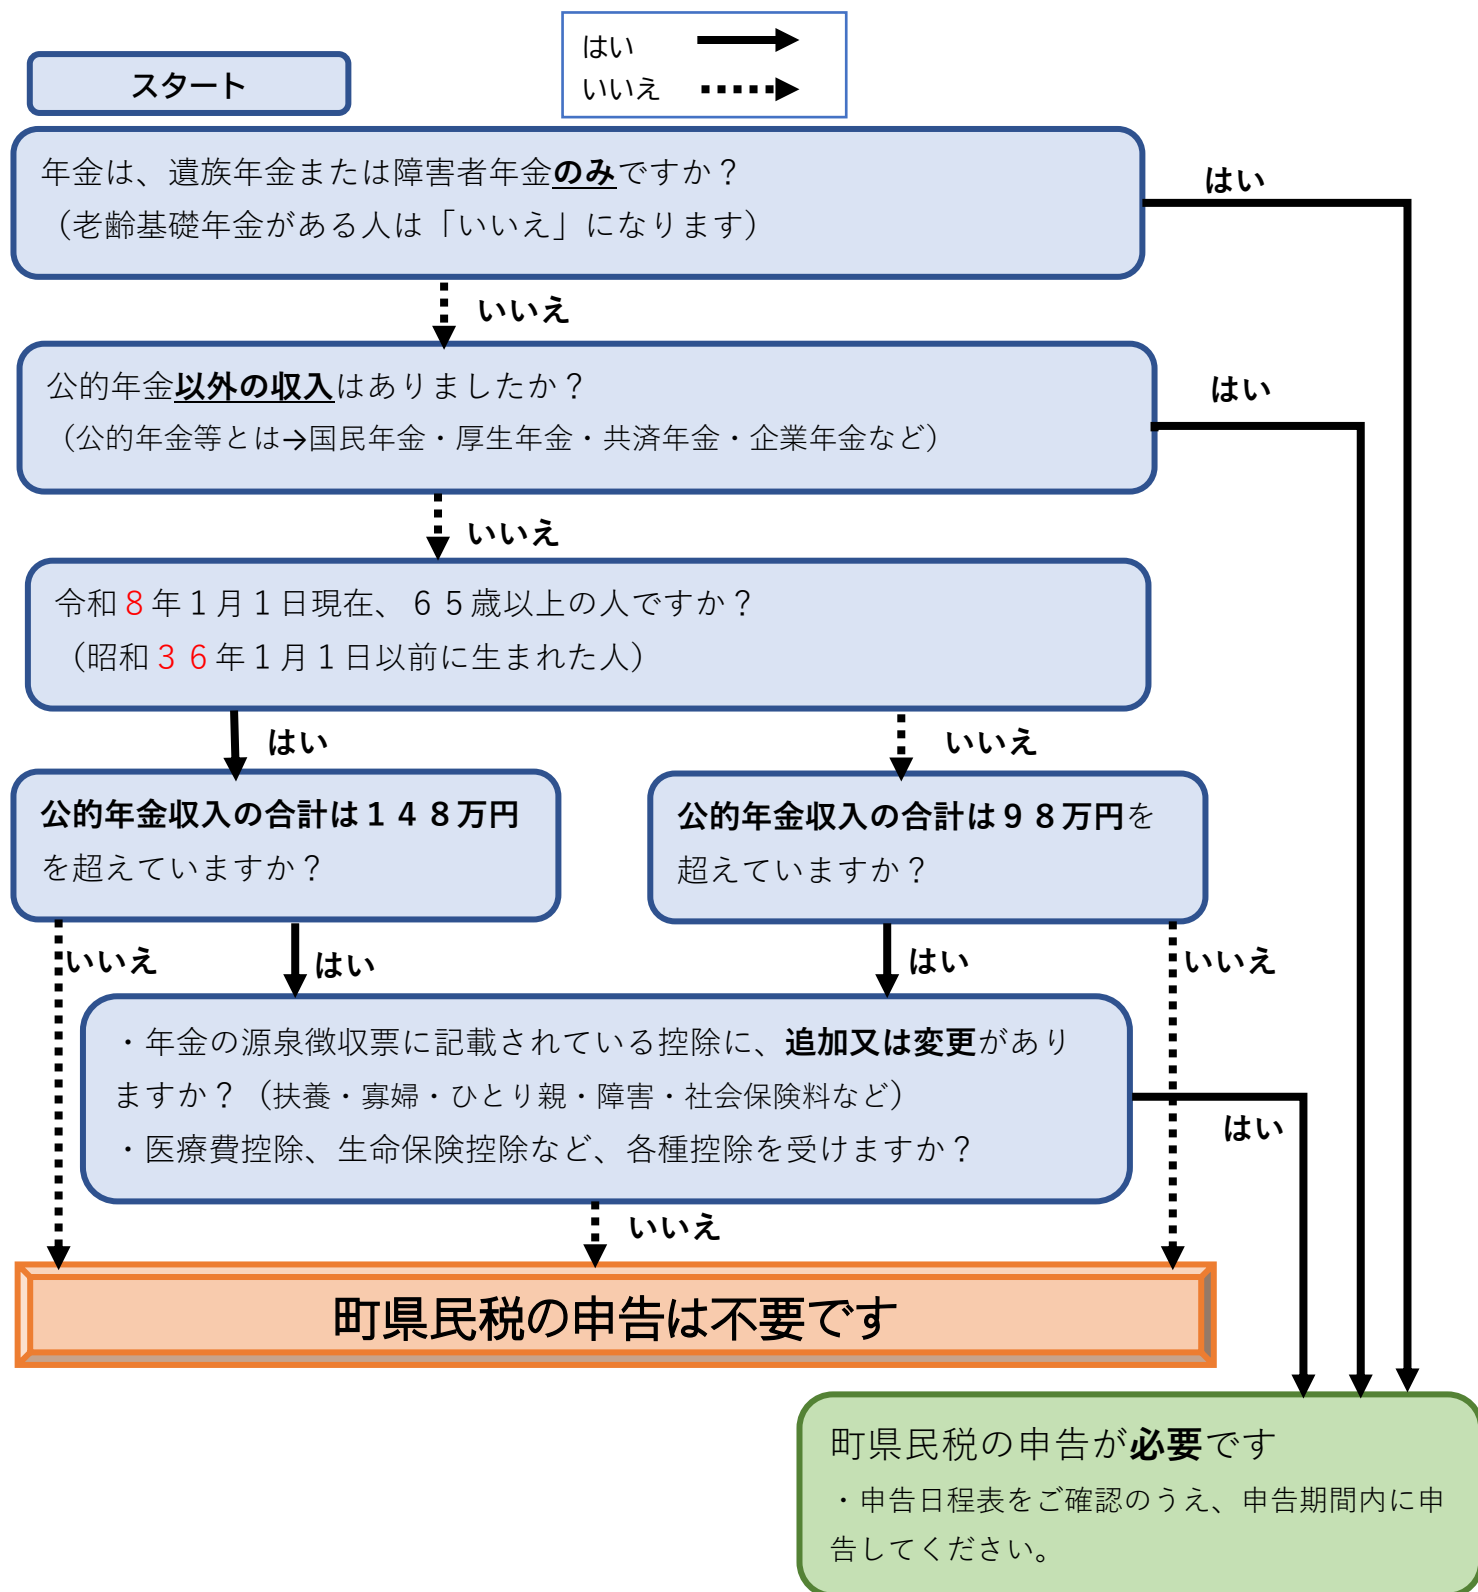 はい
いいえ
スタート
年金は、遺族年金または障害者年金のみですか？
（老齢基礎年金がある人は「いいえ」になります）
はい
いいえ
公的年金以外の収入はありましたか？
（公的年金等とは→国民年金・厚生年金・共済年金・企業年金など）
はい
いいえ
令和８年１月１日現在、６５歳以上の人ですか？
（昭和３６年１月１日以前に生まれた人）
はい
いいえ
公的年金収入の合計は１４８万円
を超えていますか？
公的年金収入の合計は９８万円を
超えていますか？
いいえ
はい
はい
いいえ
・年金の源泉徴収票に記載されている控除に、追加又は変更があり
ますか？（扶養・寡婦・ひとり親・障害・社会保険料など）
・医療費控除、生命保険控除など、各種控除を受けますか？
はい
いいえ
町県民税の申告は不要です
町県民税の申告が必要です
・申告日程表をご確認のうえ、申告期間内に申
告してください。